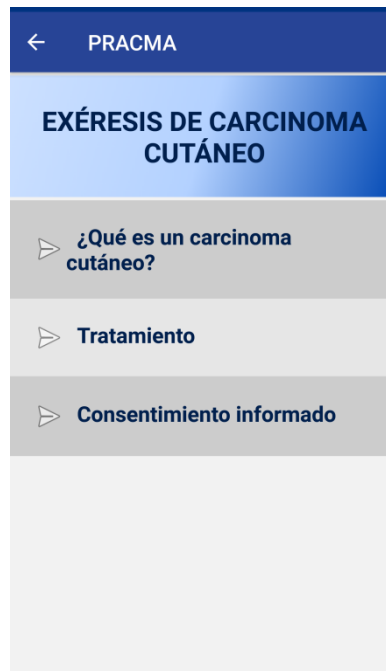 PRACMA
EXÉRESIS DE CARCINOMA
CUTÁNEO
¿Qué es un carcinoma
cutáneo?
Tratamiento
Consentimiento informado